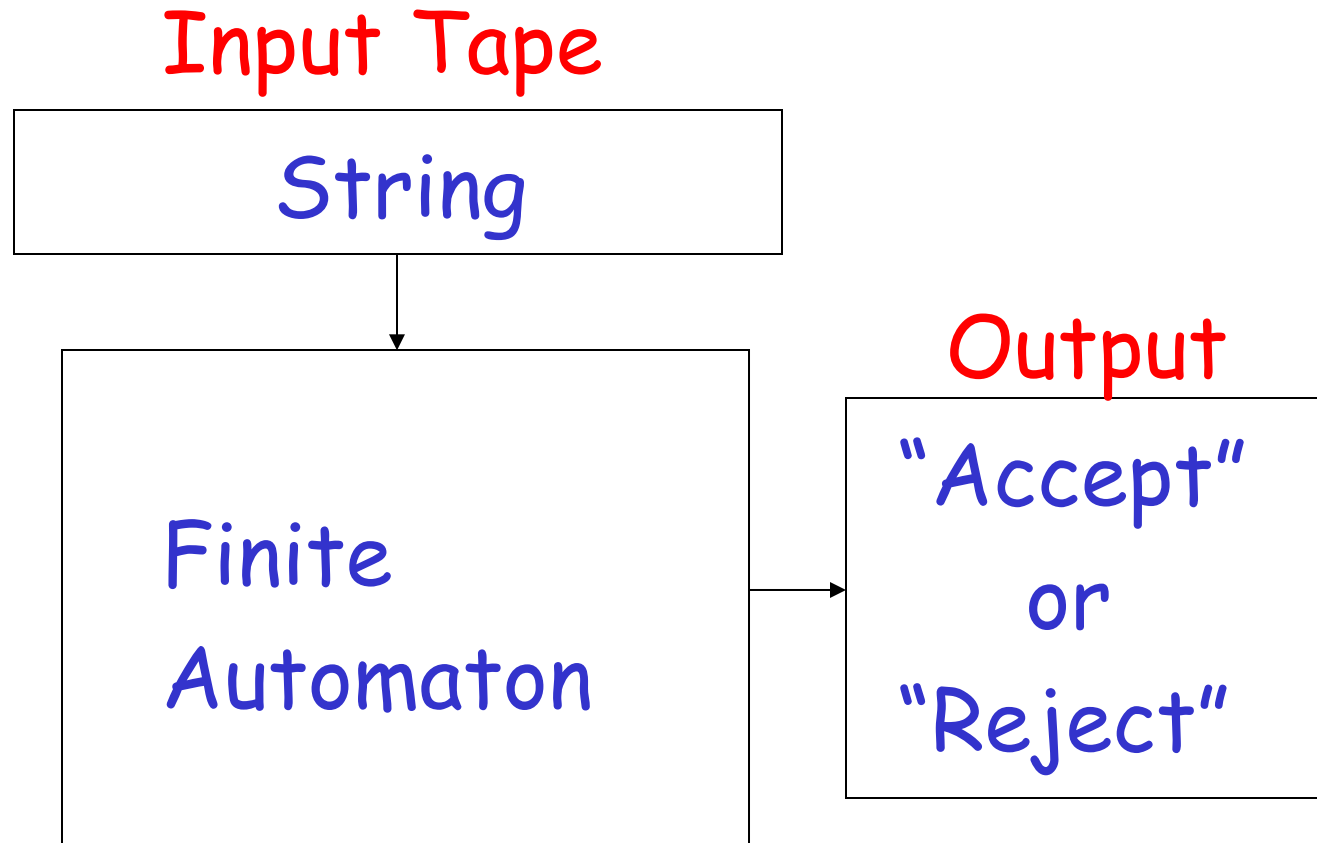 Input Tape
String
Finite
Automaton
Output
“Accept”
or
“Reject”